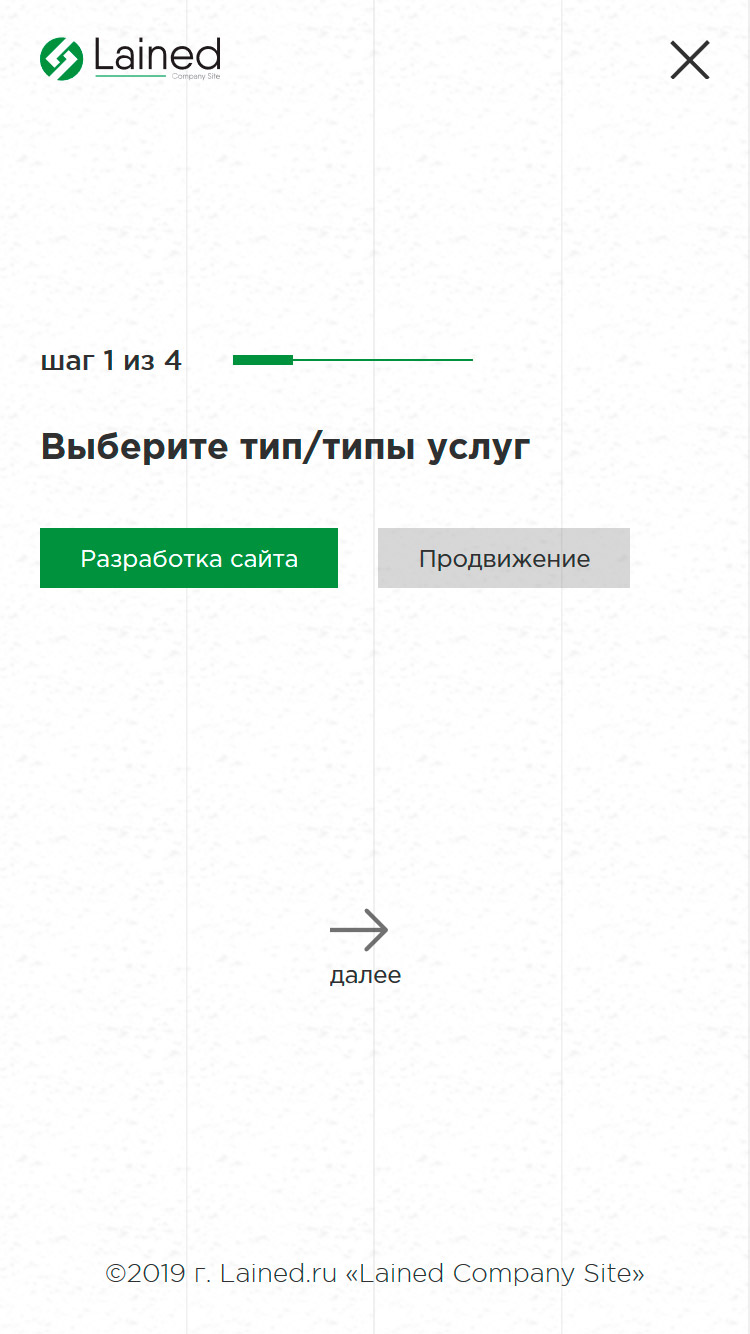 Lained
Company Site
шаг 1 из 4
Выберите тип/типы услуг
Разработка сайта
Продвижение
далее
©2019 г. Lained.ru «Lained Company Site»